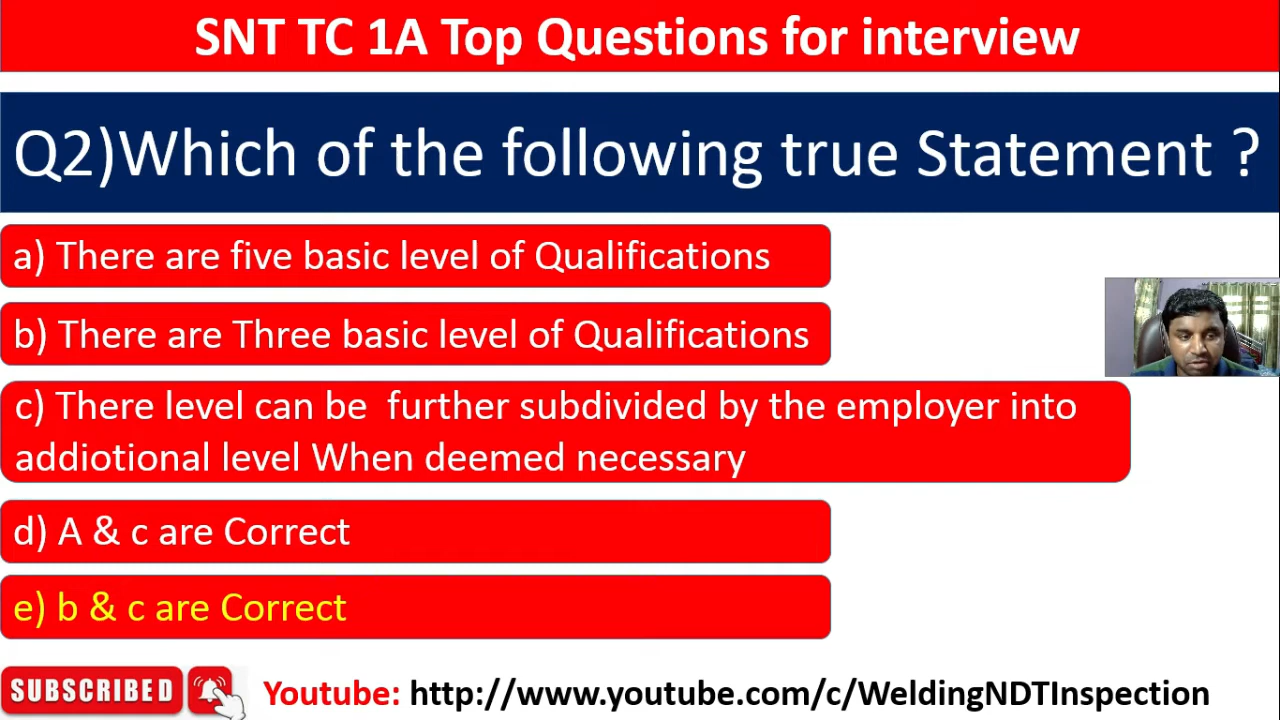 SNT TC 1A Top Questions for interview
Q2)Which of the following true Statement ?
a) There are five basic level of Qualifications
b) There are Three basic level of Qualifications
c) There level can be further subdivided by the employer into
addiotional level When deemed necessary
d) A & c are Correct
e) b & c are Correct
SUBSCRIBED
Youtube: http://www.youtube.com/c/WeldingNDTInspection